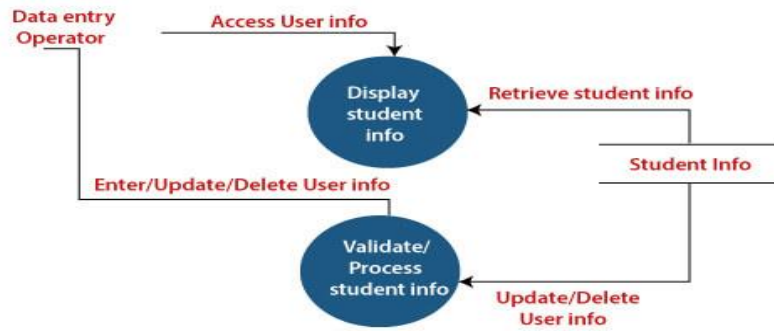 Data entry
Operator
Access User info
Display
student
info
Retrieve student info
Student Info
Enter/Update/Delete User info
Validate/
Process
student info
Update/Delete
User info